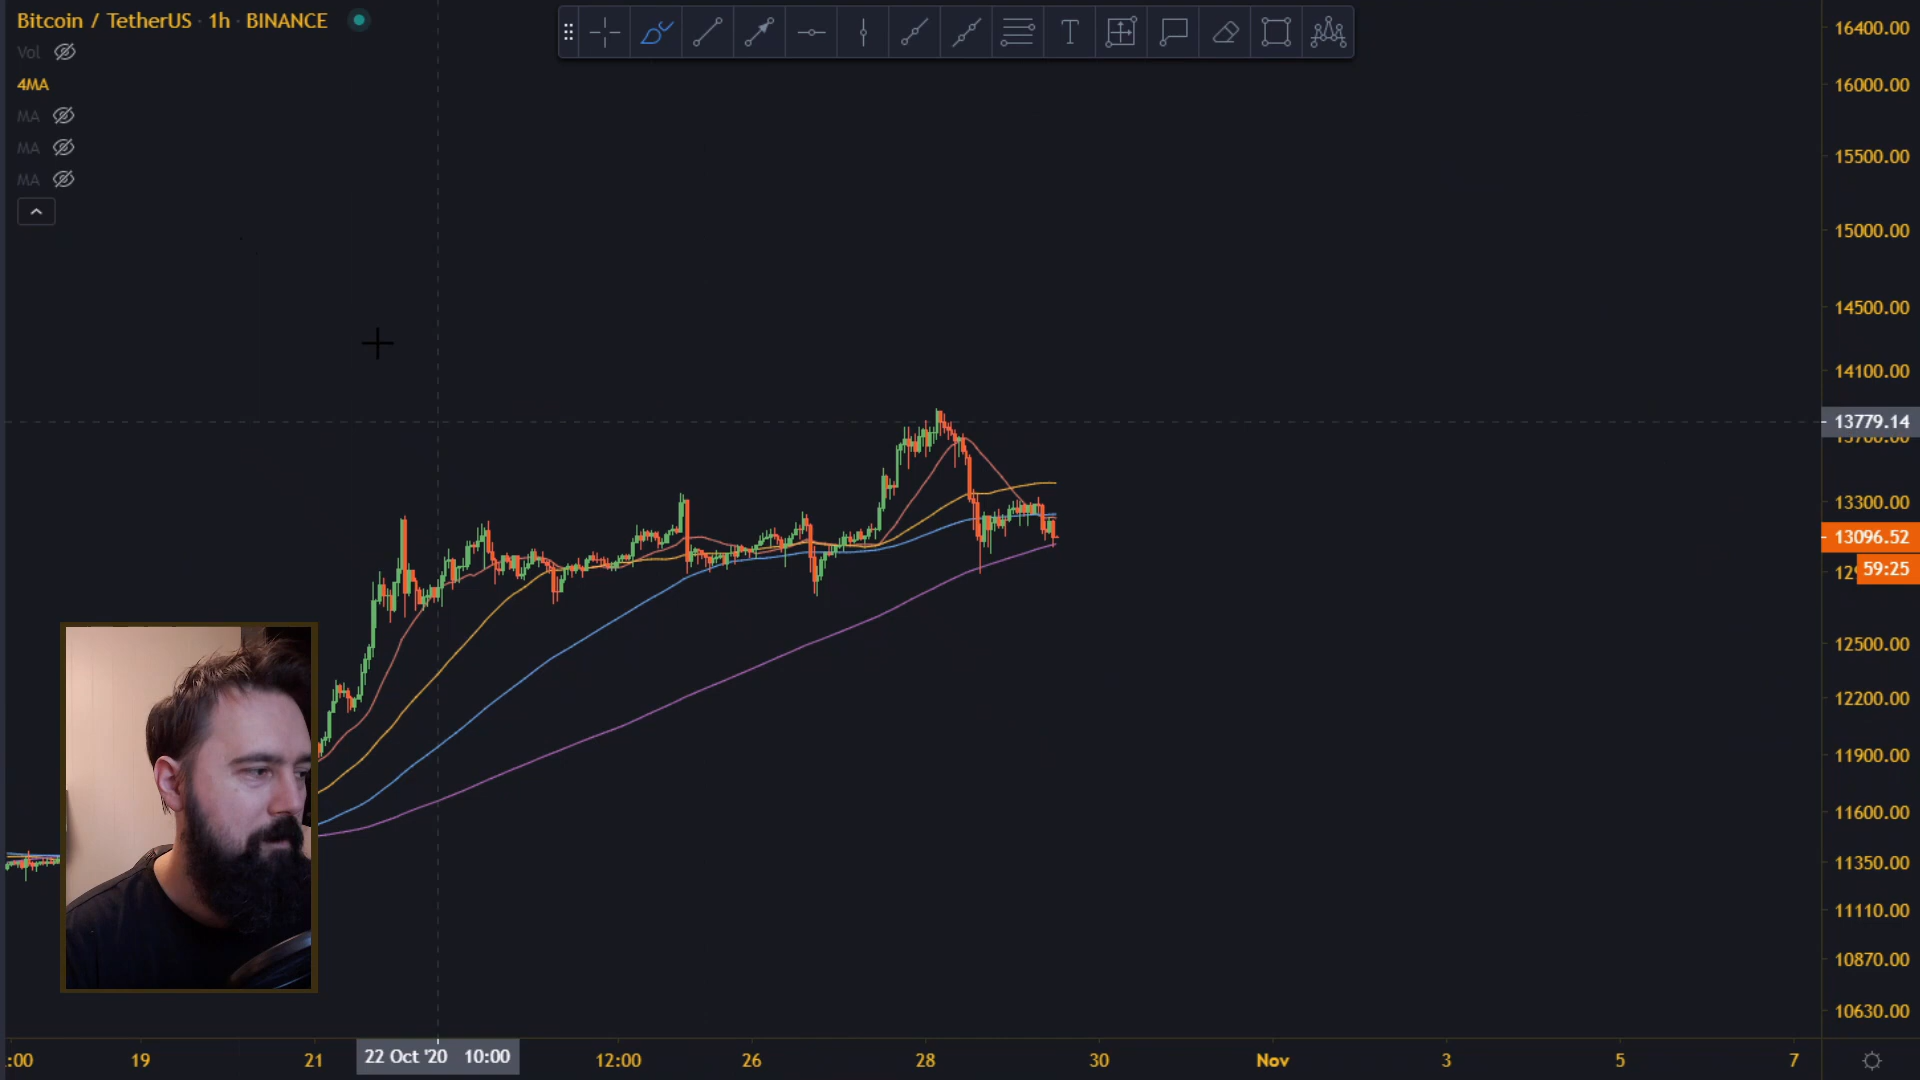 Bitcoin / TetherUS · 1h · BINANCE
Vol
4MA
MA
MA
MA
T
16400.00
16000.00
15500.00
15000.00
14500.00
14100.00
13779.14
13700.00
13300.00
13096.52
59:25
12500.00
12200.00
11900.00
11600.00
11350.00
11110.00
10870.00
10630.00
:00 19 21 22 Oct '20 10:00 12:00 26 28 30 Nov 3 5 7